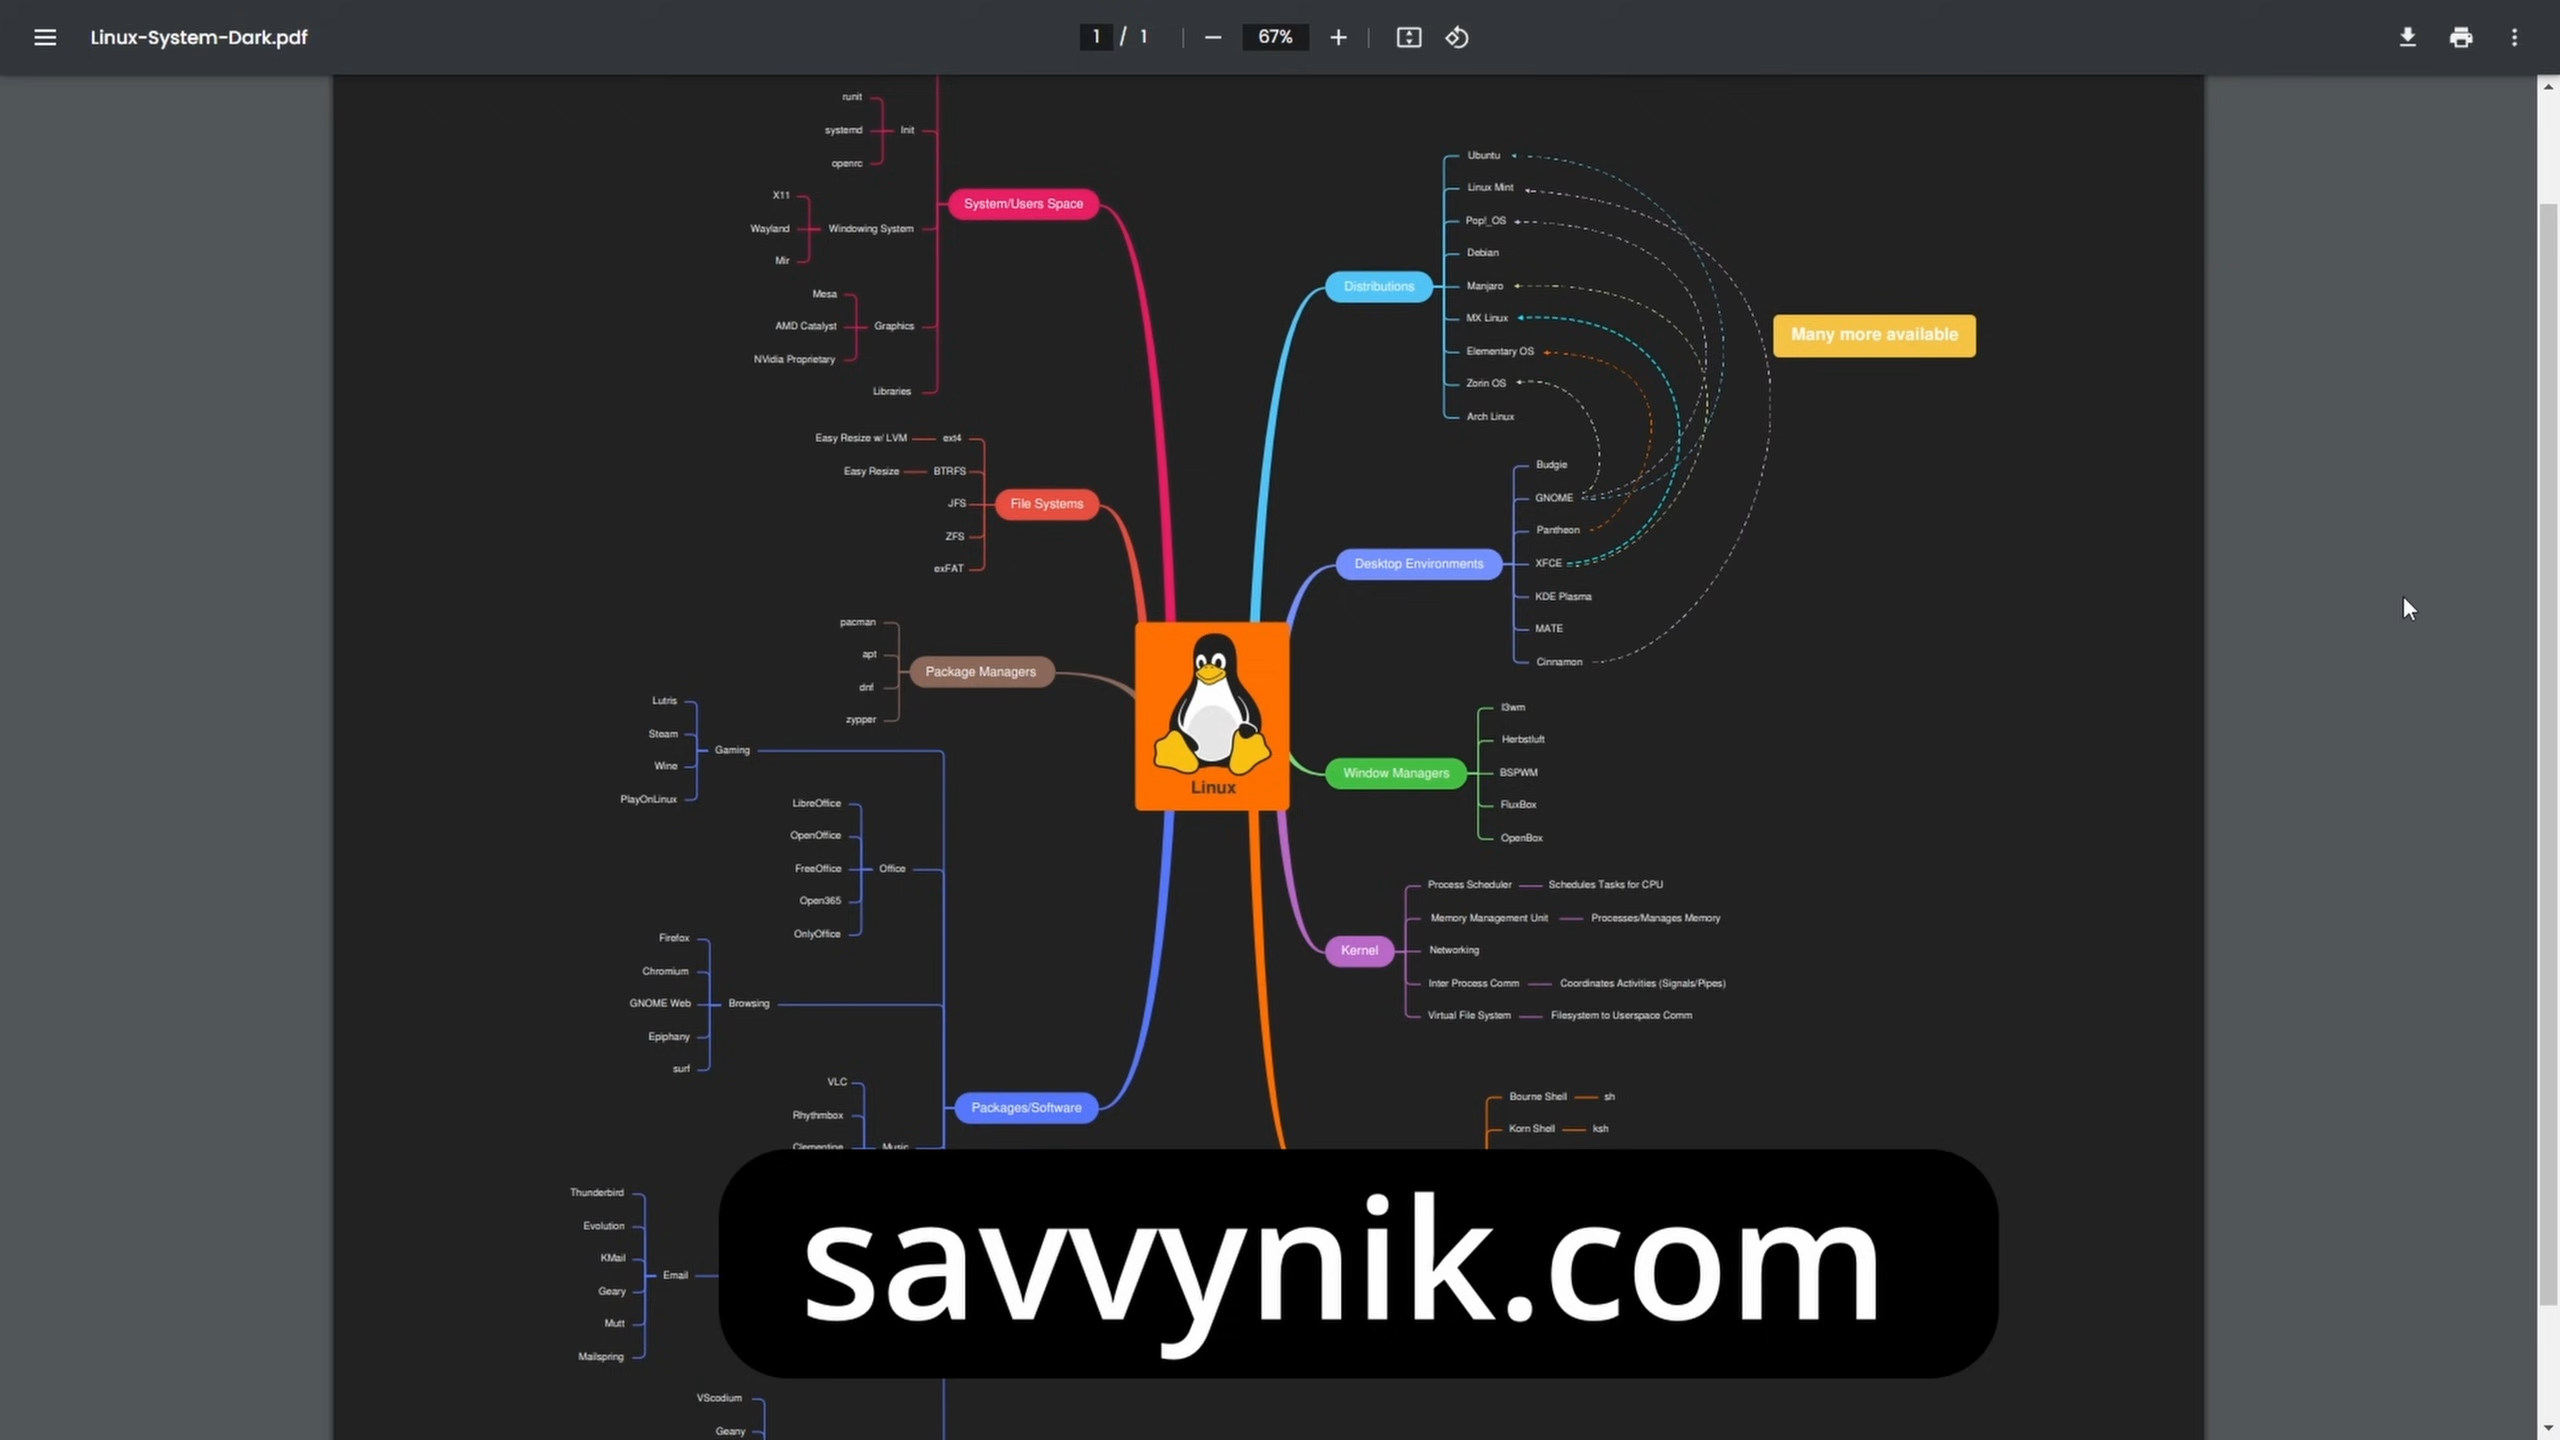 Linux-System-Dark.pdf
1 / 1
67%
runit
systemd
openrc
Init
X11
Wayland
Mir
Windowing System
Mesa
AMD Catalyst
NVidia Proprietary
Graphics
Libraries
System/Users Space
Easy Resize w/ LVM
ext4
Easy Resize
BTRFS
JFS
ZFS
exFAT
File Systems
pacman
apt
dnf
zypper
Package Managers
Lutris
Steam
Wine
PlayOnLinux
Gaming
LibreOffice
OpenOffice
FreeOffice
Open365
OnlyOffice
Office
Firefox
Chromium
GNOME Web
Epiphany
surf
Browsing
VLC
Rhythmbox
Clementine
Music
Packages/Software
Thunderbird
Evolution
KMail
Geary
Mutt
Mailspring
Email
VScodium
Geany
Linux
Distributions
Ubuntu
Linux Mint
Pop!_OS
Debian
Manjaro
MX Linux
Elementary OS
Zorin OS
Arch Linux
Many more available
Desktop Environments
Budgie
GNOME
Pantheon
XFCE
KDE Plasma
MATE
Cinnamon
Window Managers
I3wm
Herbstluft
BSPWM
FluxBox
OpenBox
Kernel
Process Scheduler
Schedules Tasks for CPU
Memory Management Unit
Processes/Manages Memory
Networking
Inter Process Comm
Coordinates Activities (Signals/Pipes)
Virtual File System
Filesystem to Userspace Comm
Bourne Shell
sh
Korn Shell
ksh
savvynik.com